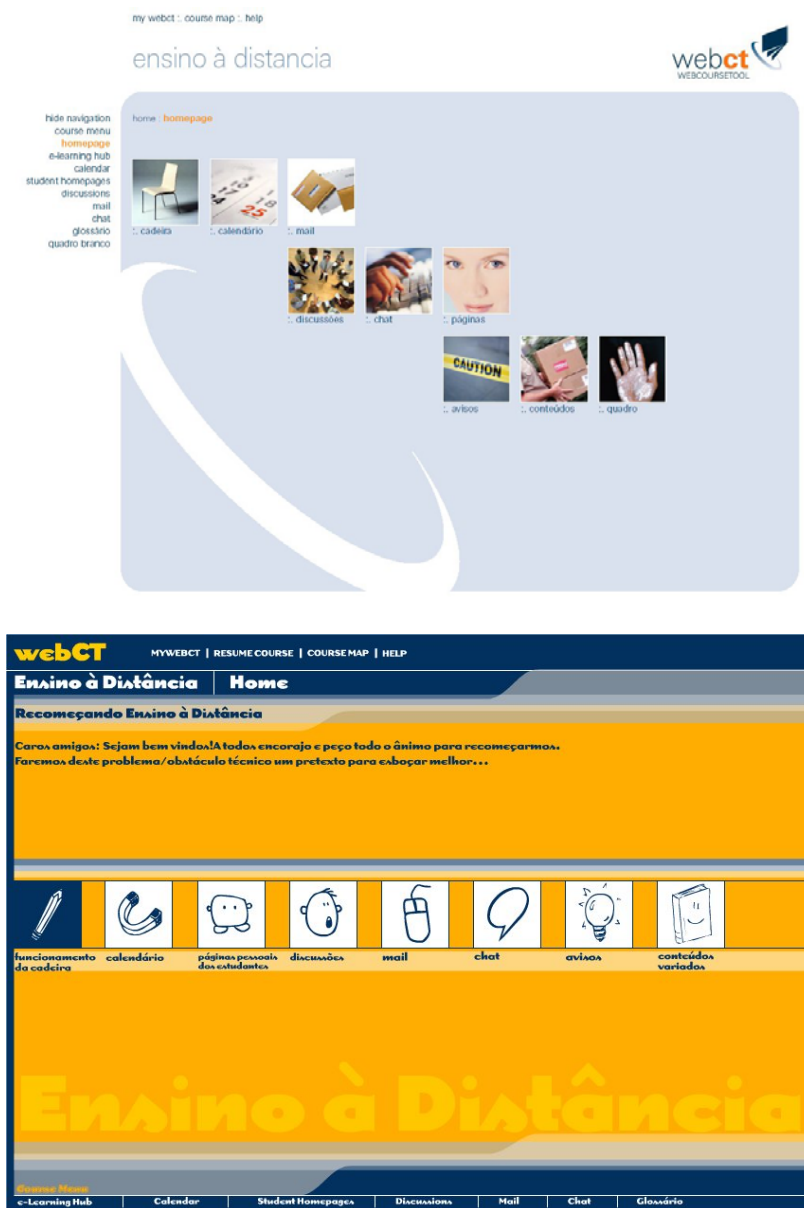 my webct :. course map :. help
ensino à distancia
webct
WEBCOURSETOOL
hide navigation
course menu
homepage
e-learning hub
calendar
student homepages
discussions
mail
chat
glossário
quadro branco
home : homepage
25
18
:. cadeira
:. calendário
:. mail
:. discussões
:. chat
:. páginas
CAUTION
:. avisos
:. conteúdos
:. quadro
webCT
MYWEBCT | RESUME COURSE | COURSE MAP | HELP
Ensino à Distância | Home
Recomeçando Ensino à Distância
Caros amigos: Sejam bem vindos!A todos encorajo e peço todo o ânimo para recomeçarmos.
Faremos deste problema/obstáculo técnico um pretexto para esboçar melhor...
funcionamento
da cadeira
calendário
páginas pessoais
dos estudantes
discussões
mail
chat
avisos
conteúdos
variados
Ensino à Distância
Course Menu
e-Learning Hub | Calendar | Student Homepages | Discussions | Mail | Chat | Glossário